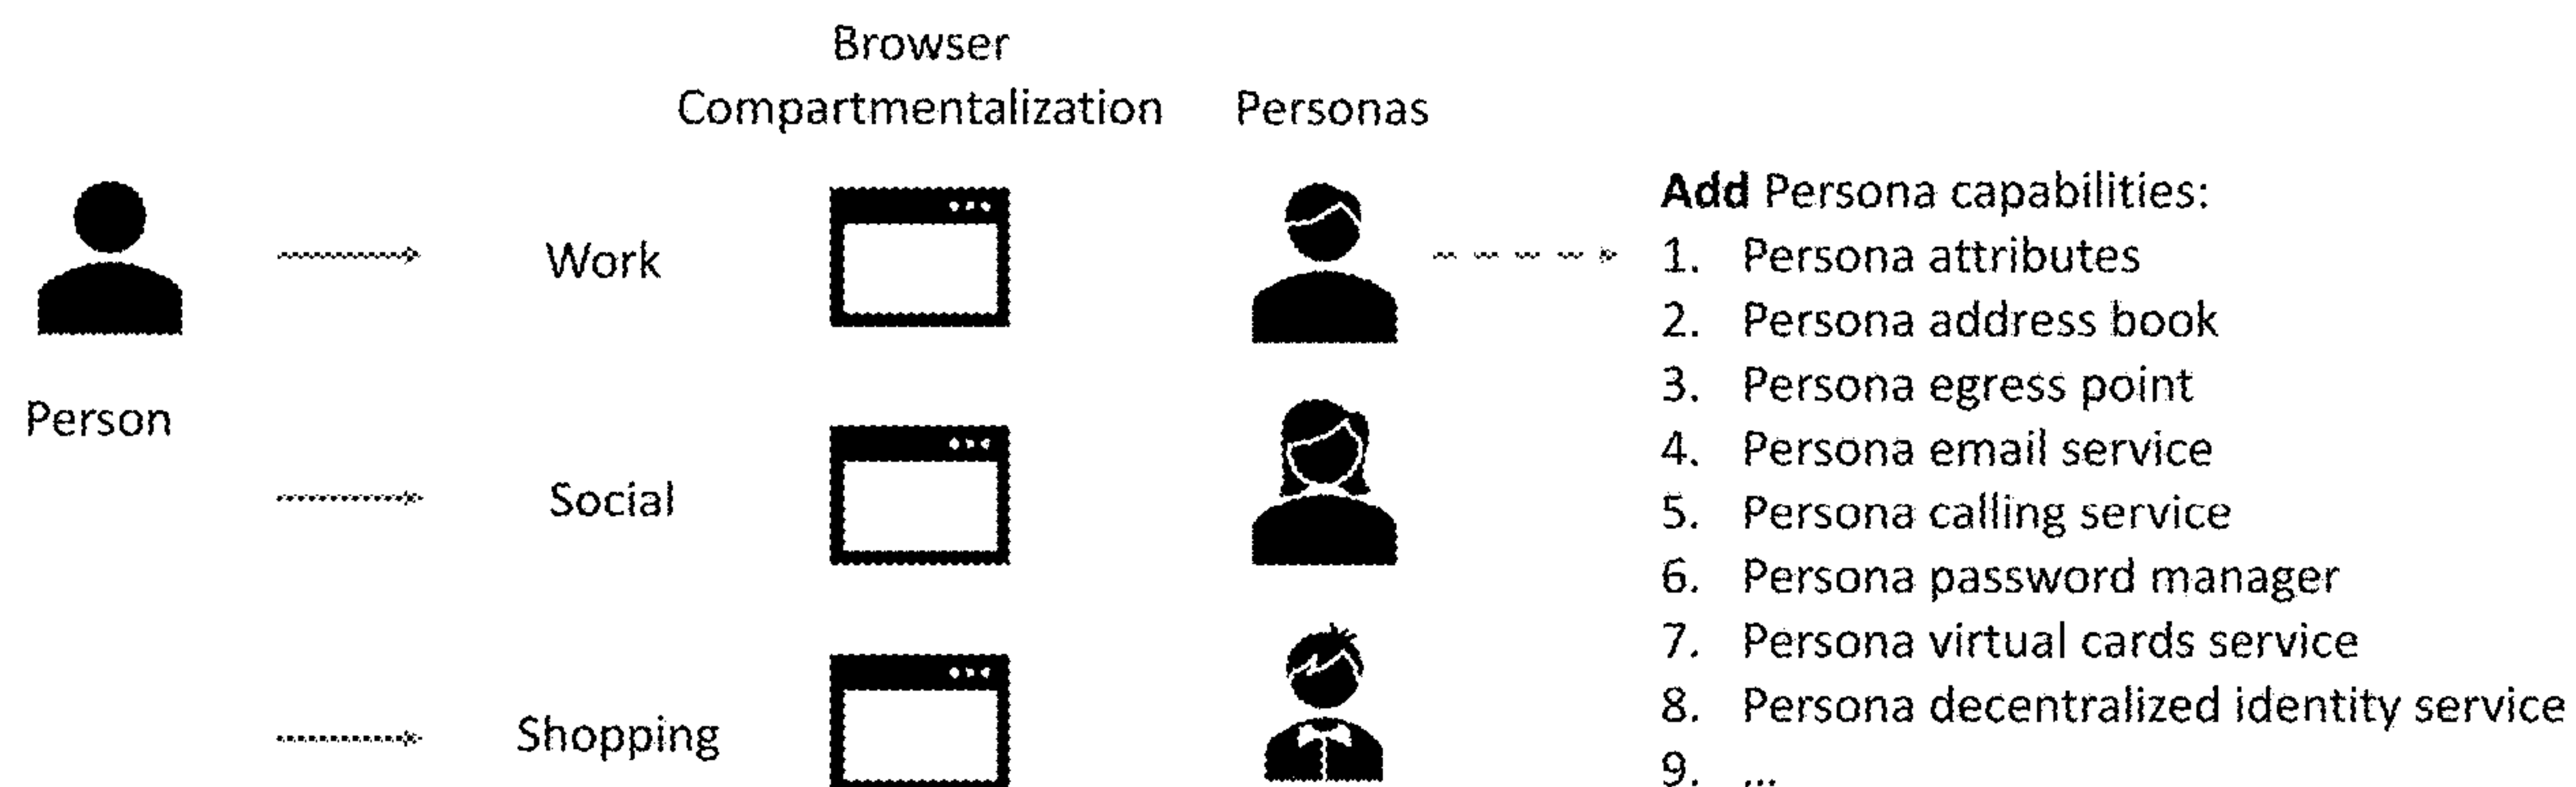 Browser
Compartmentalization
Personas
Person
Work
Social
Shopping
Add Persona capabilities:
1. Persona attributes
2. Persona address book
3. Persona egress point
4. Persona email service
5. Persona calling service
6. Persona password manager
7. Persona virtual cards service
8. Persona decentralized identity service
9. ...